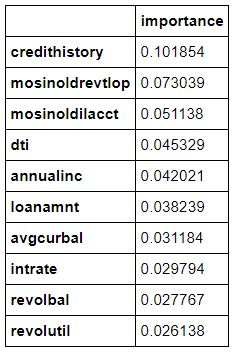 importance
credithistory 0.101854
mosinoldrevtlop 0.073039
mosinoldilacct 0.051138
dti 0.045329
annualinc 0.042021
loanamnt 0.038239
avgcurbal 0.031184
intrate 0.029794
revolbal 0.027767
revolutil 0.026138